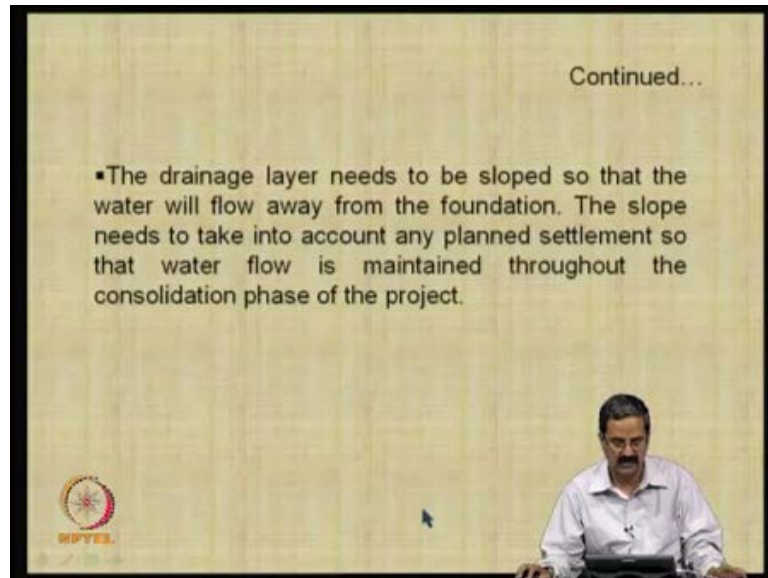 Continued...
▪The drainage layer needs to be sloped so that the
water will flow away from the foundation. The slope
needs to take into account any planned settlement so
that water flow is maintained throughout the
consolidation phase of the project.
NPTEL